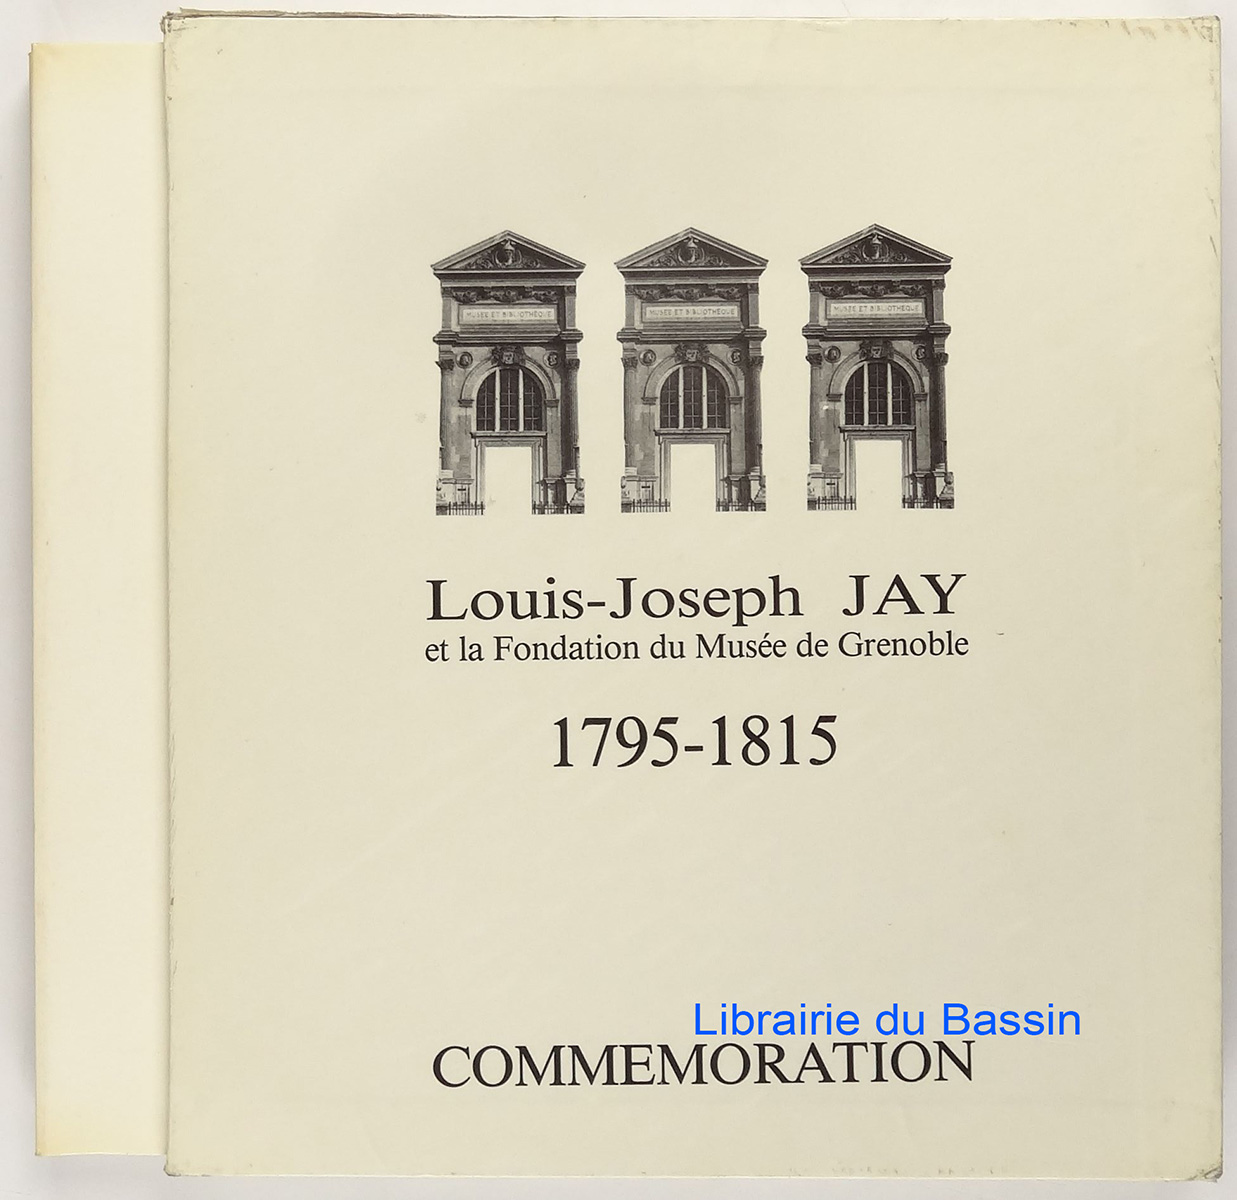 MUSEE ET BIBLIOTHEQUE MUSEE ET BIBLIOTHEQUE MUSEE ET BIBLIOTHEQUE
Louis-Joseph JAY
et la Fondation du Musée de Grenoble
1795-1815
Librairie du Bassin
COMMEMORATION